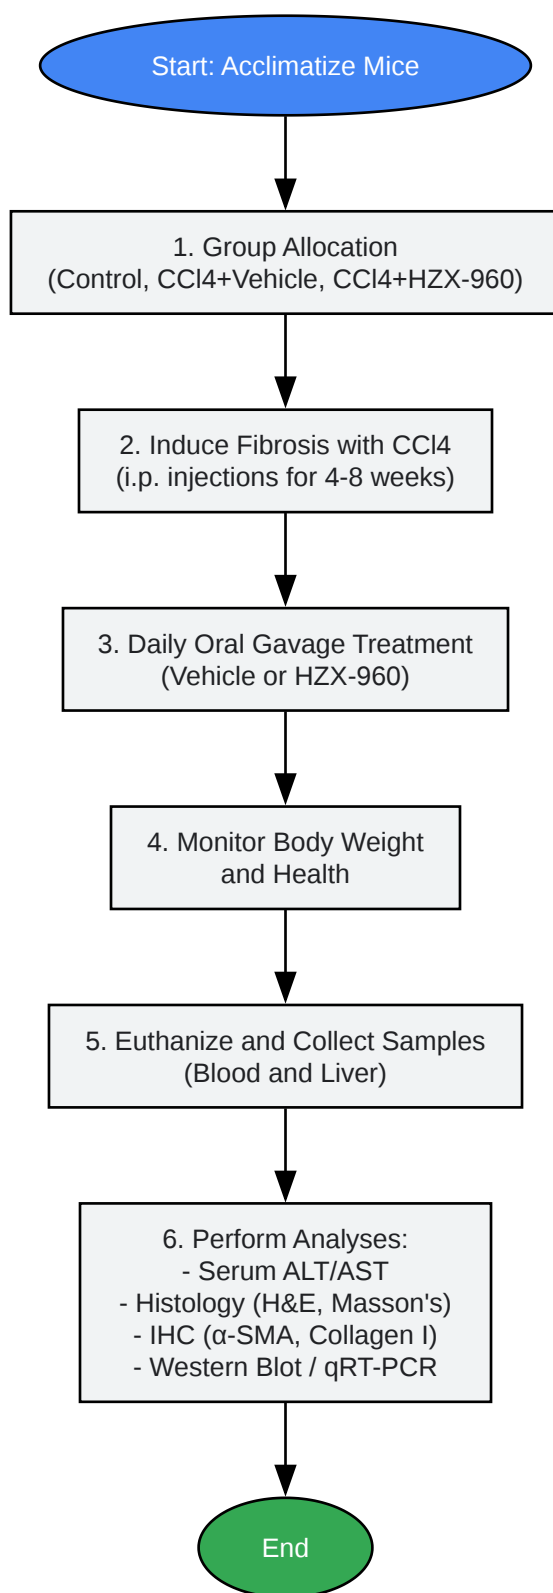 Start: Acclimatize Mice
1. Group Allocation
(Control, CCl4+Vehicle, CCl4+HZX-960)
2. Induce Fibrosis with CCl4
(i.p. injections for 4-8 weeks)
3. Daily Oral Gavage Treatment
(Vehicle or HZX-960)
4. Monitor Body Weight
and Health
5. Euthanize and Collect Samples
(Blood and Liver)
6. Perform Analyses:
- Serum ALT/AST
- Histology (H&E, Masson's)
- IHC (α-SMA, Collagen I)
- Western Blot / qRT-PCR
End